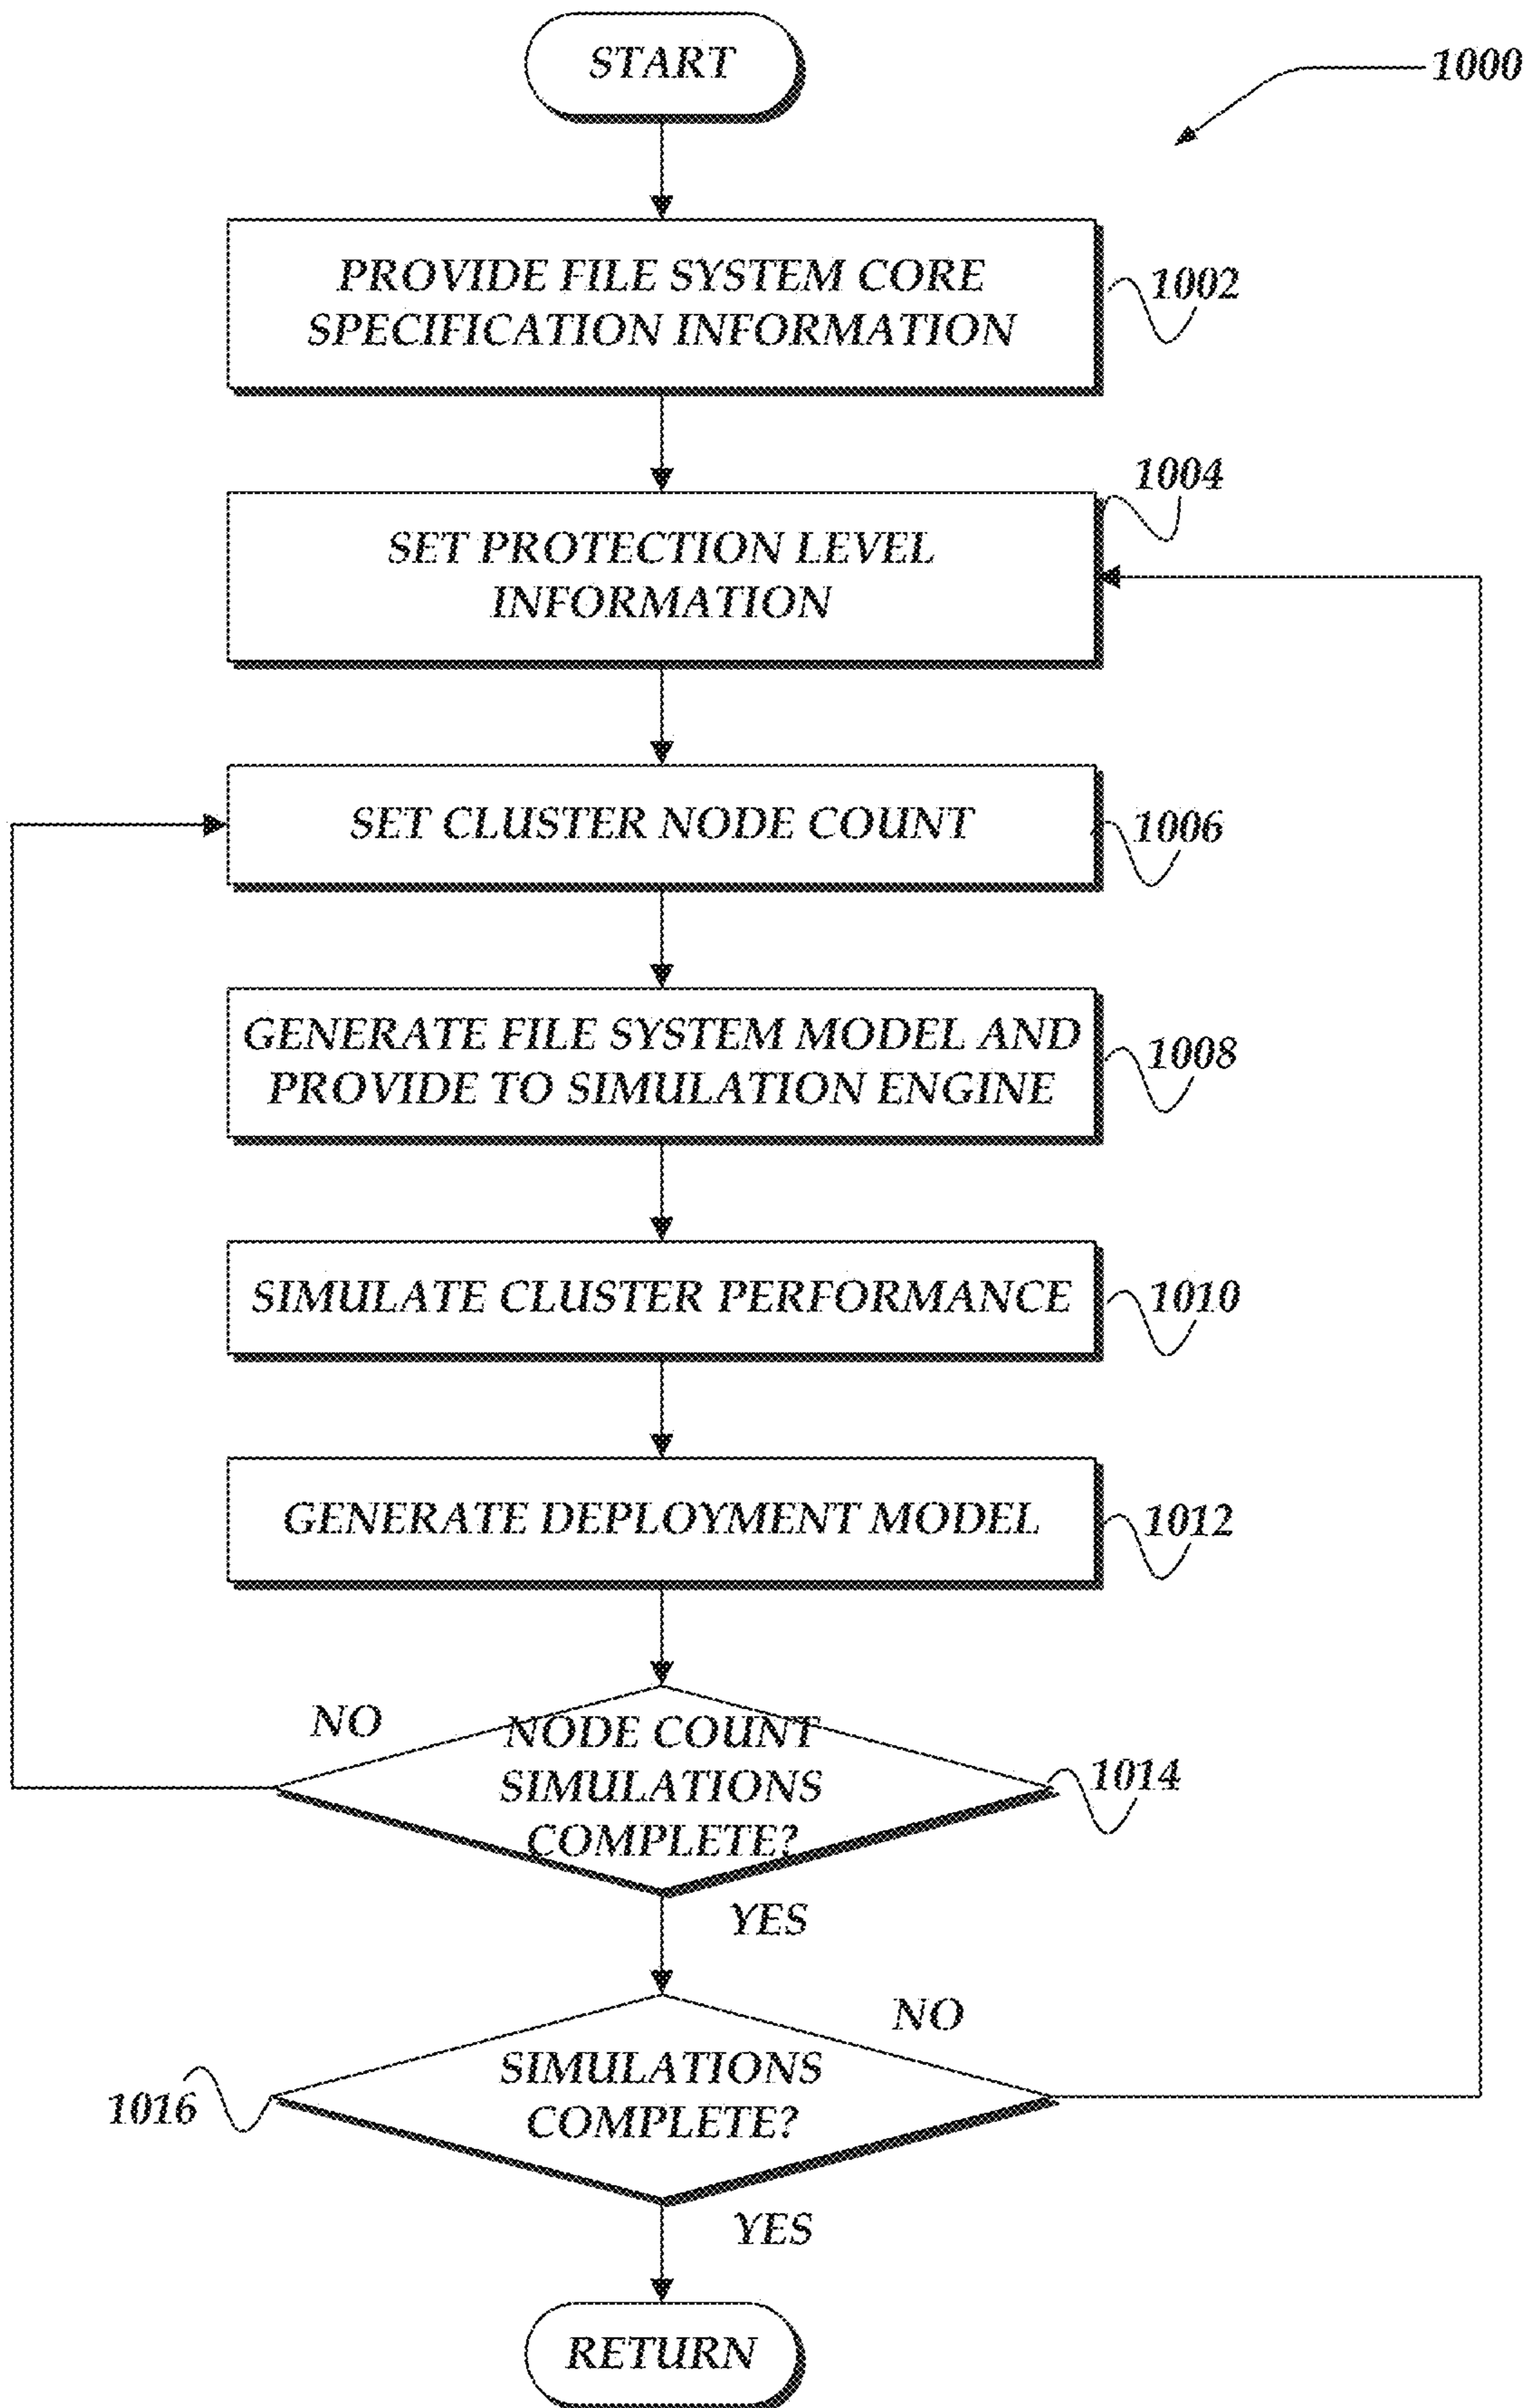 START
1000
PROVIDE FILE SYSTEM CORE
SPECIFICATION INFORMATION
1002
1004
SET PROTECTION LEVEL
INFORMATION
SET CLUSTER NODE COUNT
1006
GENERATE FILE SYSTEM MODEL AND
PROVIDE TO SIMULATION ENGINE
1008
SIMULATE CLUSTER PERFORMANCE
1010
GENERATE DEPLOYMENT MODEL
1012
NO
NODE COUNT
SIMULATIONS
COMPLETE?
1014
YES
NO
SIMULATIONS
COMPLETE?
1016
YES
RETURN